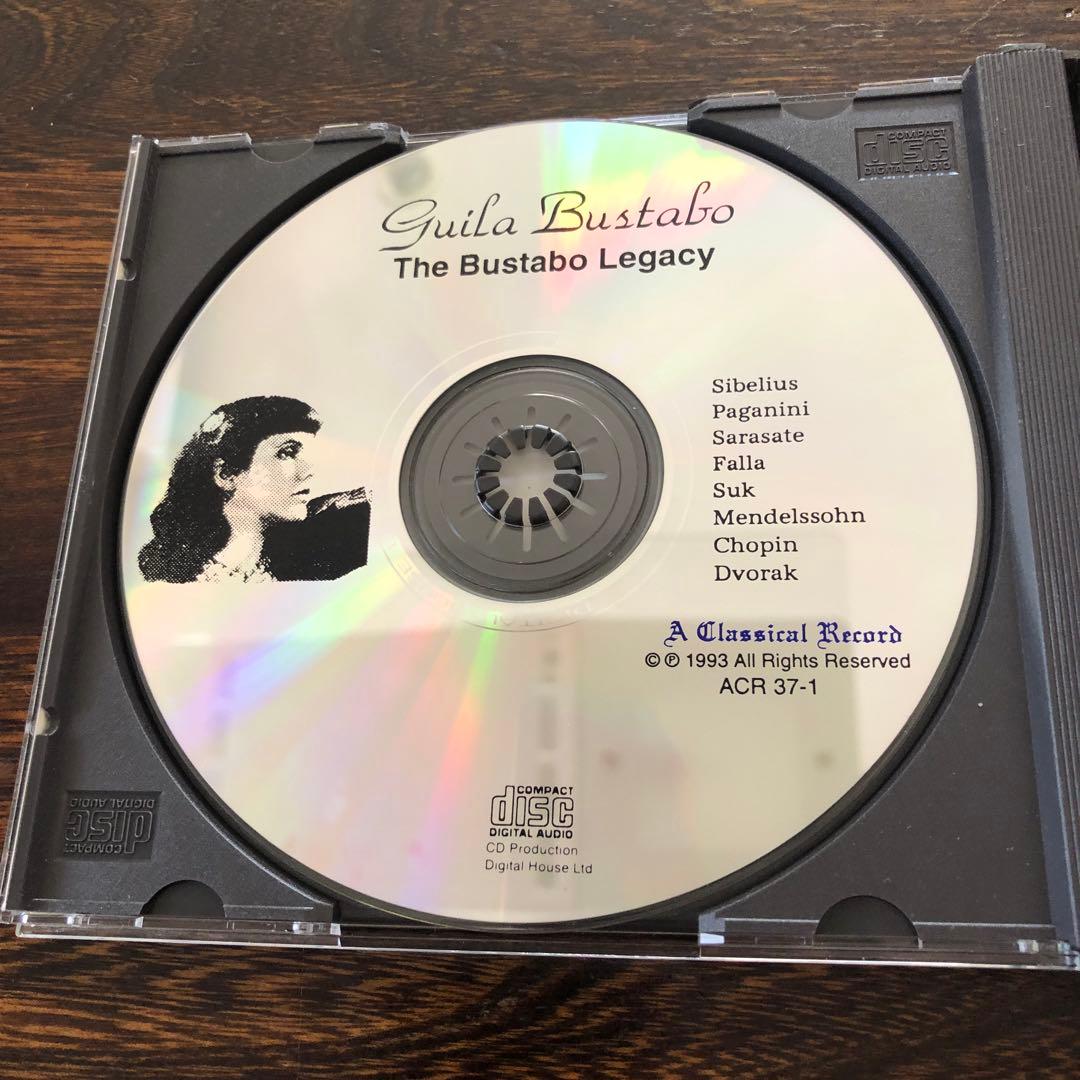 Guila Bustabo
The Bustabo Legacy
Sibelius
Paganini
Sarasate
Falla
Suk
Mendelssohn
Chopin
Dvorak
A Classical Record
© ℗ 1993 All Rights Reserved
ACR 37-1
COMPACT
disc
DIGITAL AUDIO
CD Production
Digital House Ltd
COMPACT
disc
DIGITAL AUDIO
COMPACT
disc
DIGITAL AUDIO